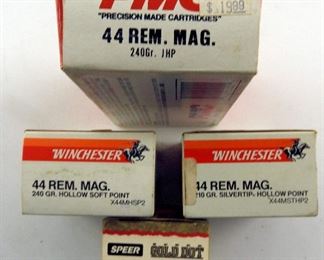 PMC
$ 19.99
"PRECISION MADE CARTRIDGES"
44 REM. MAG.
240Gr. JHP
WINCHESTER
44 REM. MAG.
240 GR. HOLLOW SOFT POINT
X44MHSP2
WINCHESTER
44 REM. MAG.
210 GR. SILVERTIP® HOLLOW POINT
X44MSTHP2
SPEER
GOLD DOT